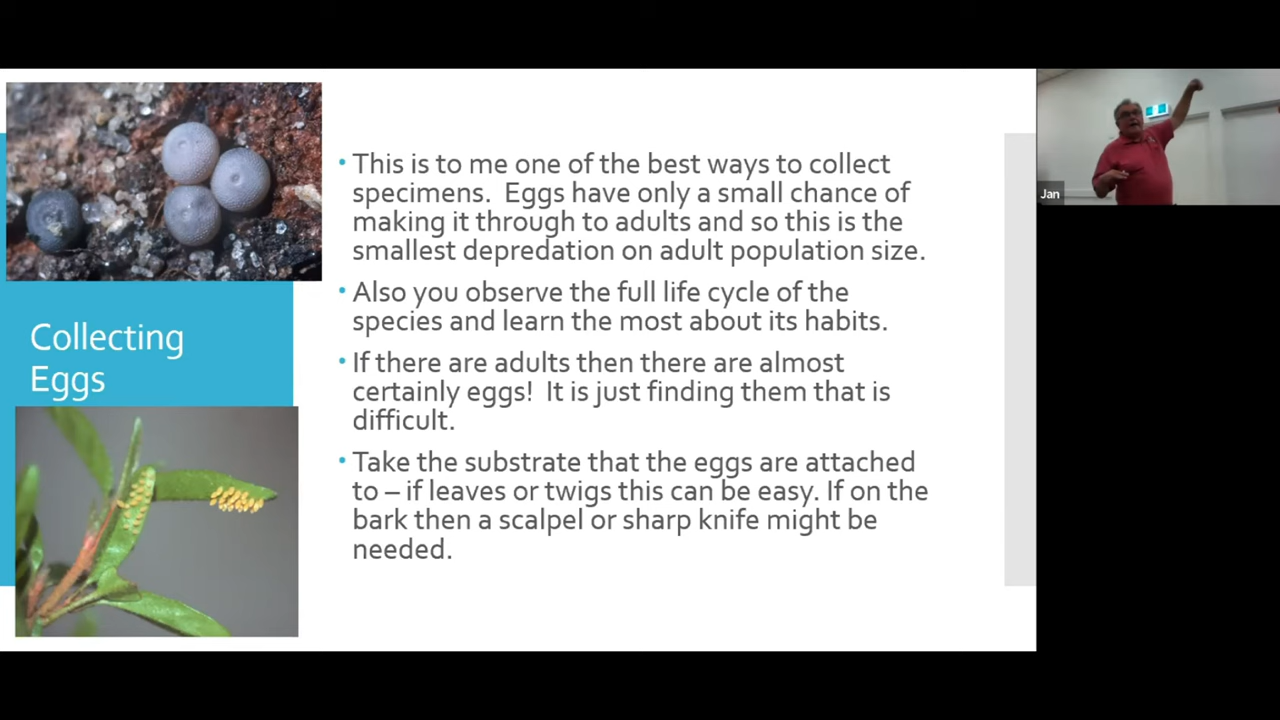 Collecting
Eggs
• This is to me one of the best ways to collect
specimens.  Eggs have only a small chance of
making it through to adults and so this is the
smallest depredation on adult population size.
• Also you observe the full life cycle of the
species and learn the most about its habits.
• If there are adults then there are almost
certainly eggs!  It is just finding them that is
difficult.
• Take the substrate that the eggs are attached
to – if leaves or twigs this can be easy. If on the
bark then a scalpel or sharp knife might be
needed.
Jan